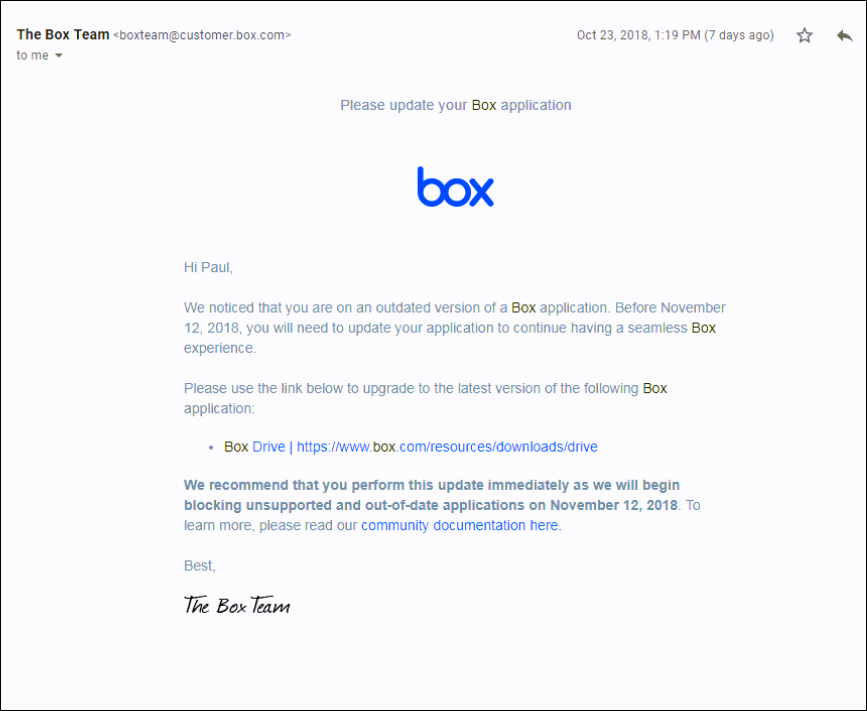 The Box Team <boxteam@customer.box.com>
Oct 23, 2018, 1:19 PM (7 days ago)
to me
Please update your Box application
box
Hi Paul,
We noticed that you are on an outdated version of a Box application. Before November
12, 2018, you will need to update your application to continue having a seamless Box
experience.
Please use the link below to upgrade to the latest version of the following Box
application:
• Box Drive | https://www.box.com/resources/downloads/drive
We recommend that you perform this update immediately as we will begin
blocking unsupported and out-of-date applications on November 12, 2018. To
learn more, please read our community documentation here.
Best,
The Box Team